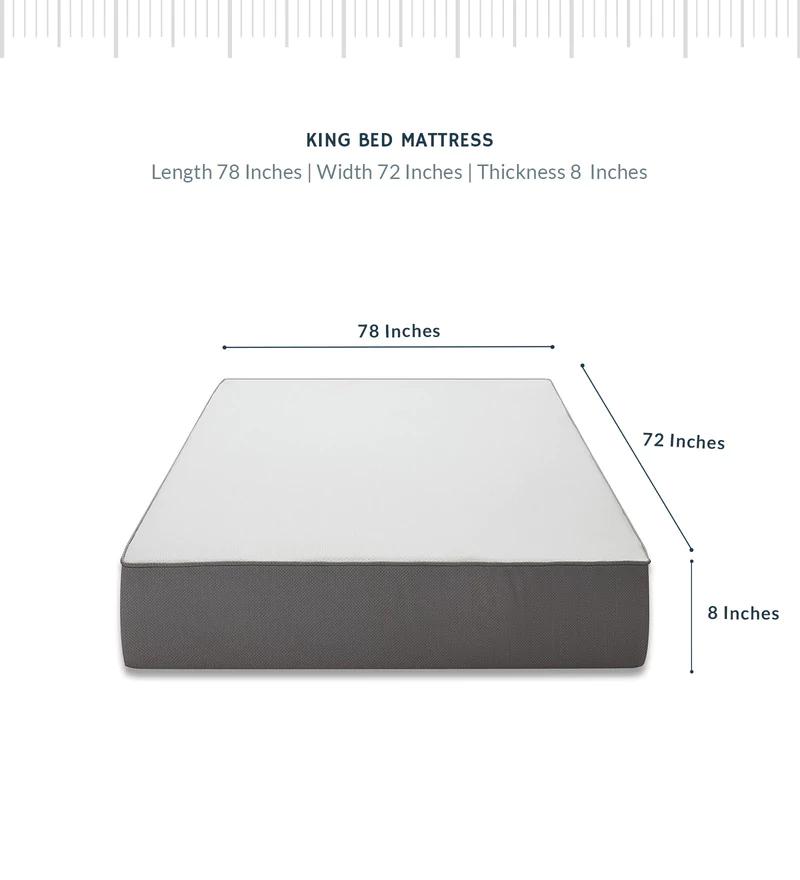 KING BED MATTRESS
Length 78 Inches | Width 72 Inches | Thickness 8 Inches
78 Inches
72 Inches
8 Inches